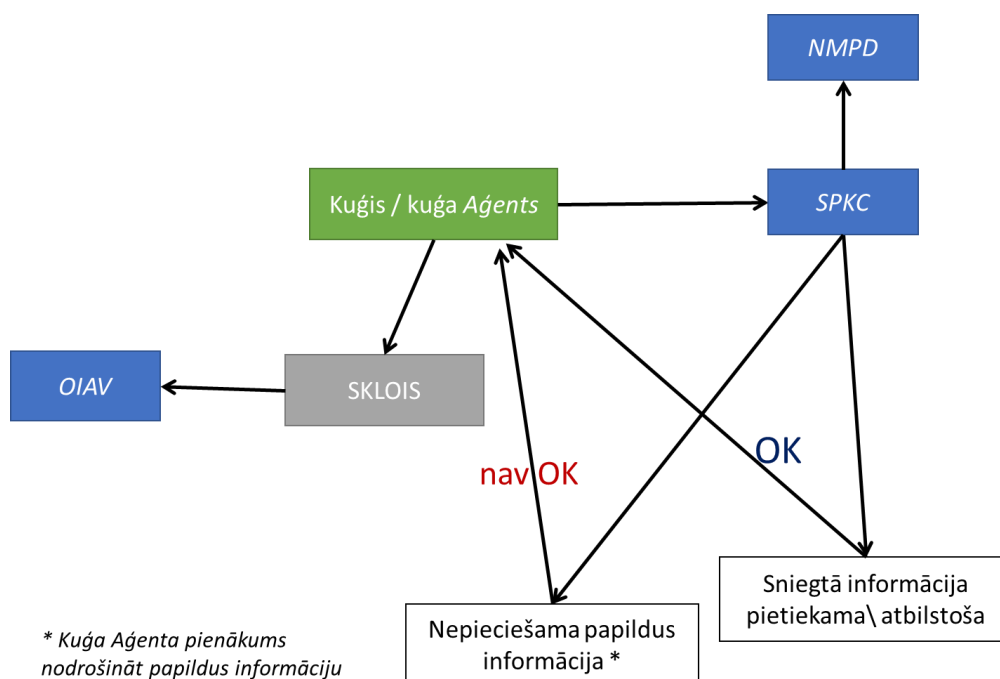 NMPD
Kuģis / kuģa Aģents
SPKC
OIAV
SKLOIS
nav OK
OK
Sniegtā informācija
pietiekama\ atbilstoša
Nepieciešama papildus
informācija *
* Kuģa Aģenta pienākums
nodrošināt papildus informāciju